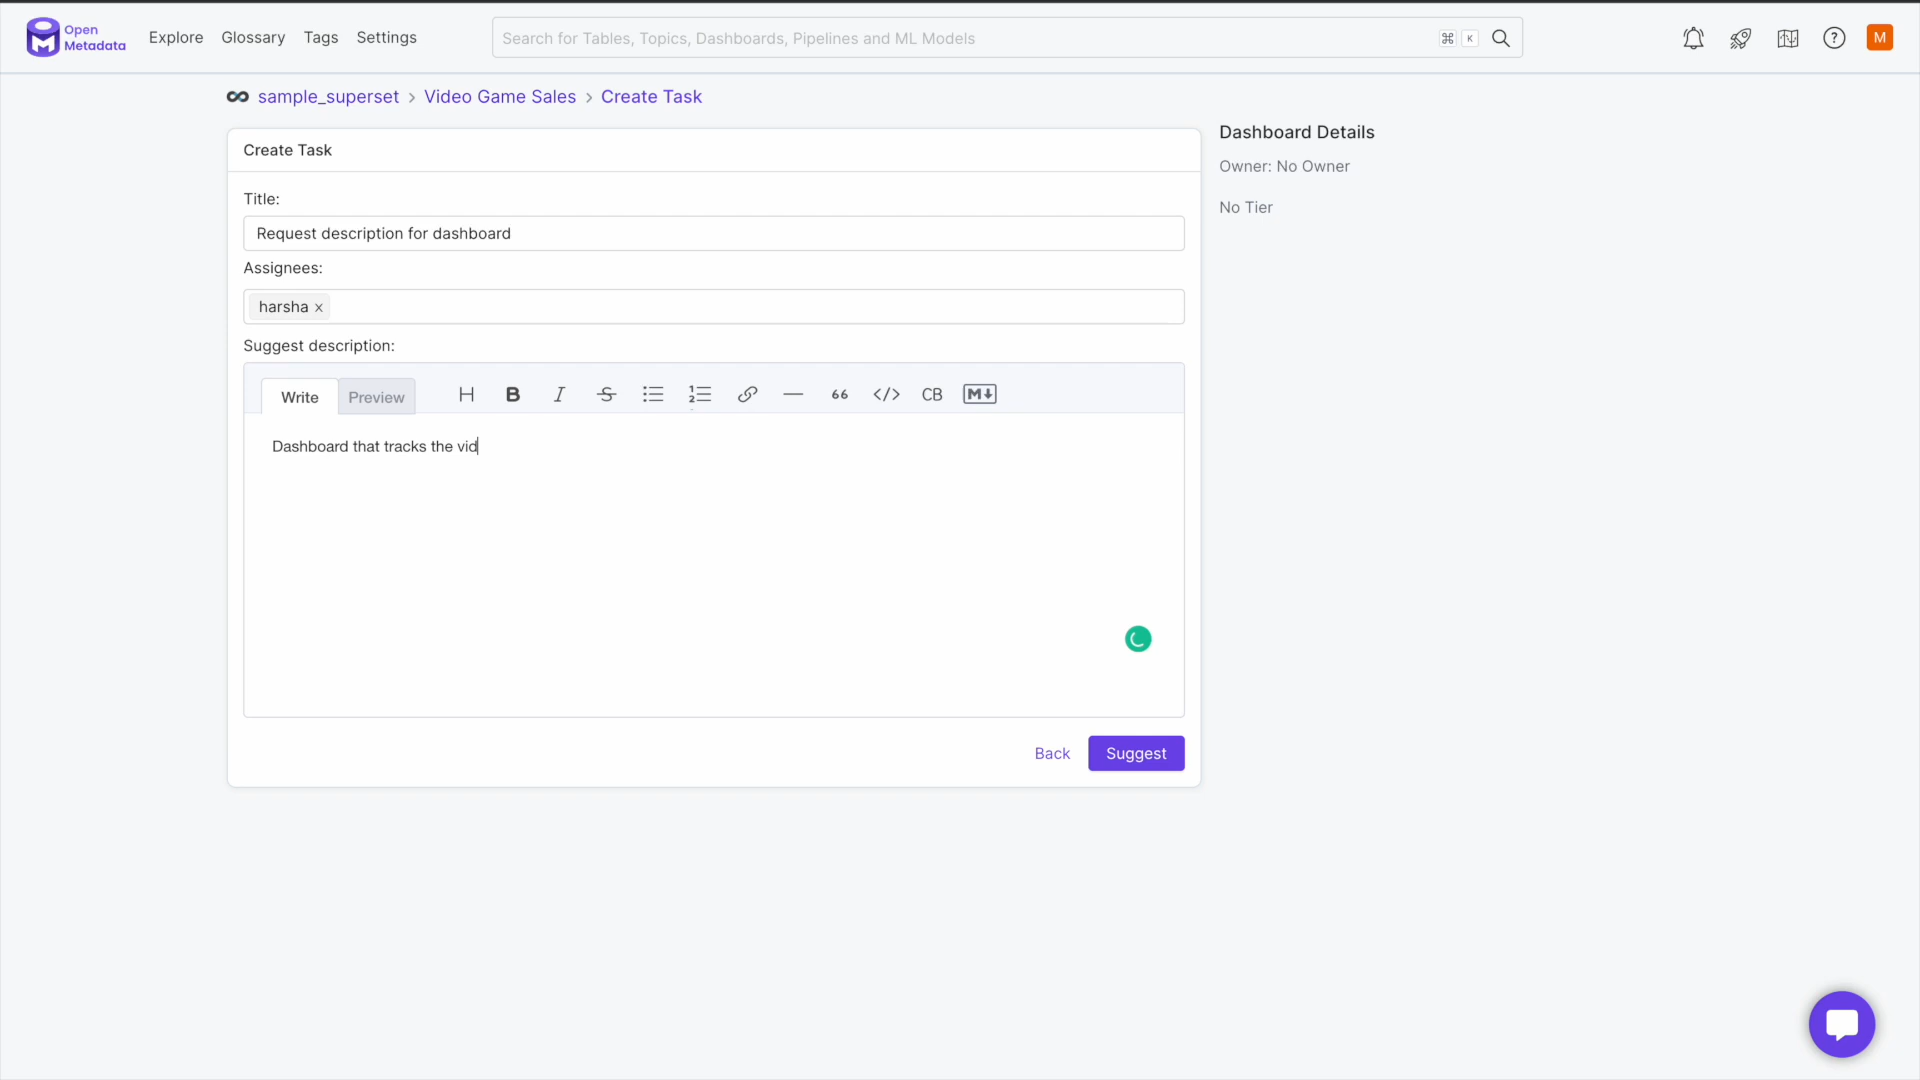 Open
Metadata
Explore Glossary Tags Settings
Search for Tables, Topics, Dashboards, Pipelines and ML Models
⌘ K
?
M
sample_superset > Video Game Sales > Create Task
Create Task
Title:
Request description for dashboard
Assignees:
harsha x
Suggest description:
Write Preview H B I S 1 2 66 </> CB M↓
Dashboard that tracks the vid
Back Suggest
Dashboard Details
Owner: No Owner
No Tier